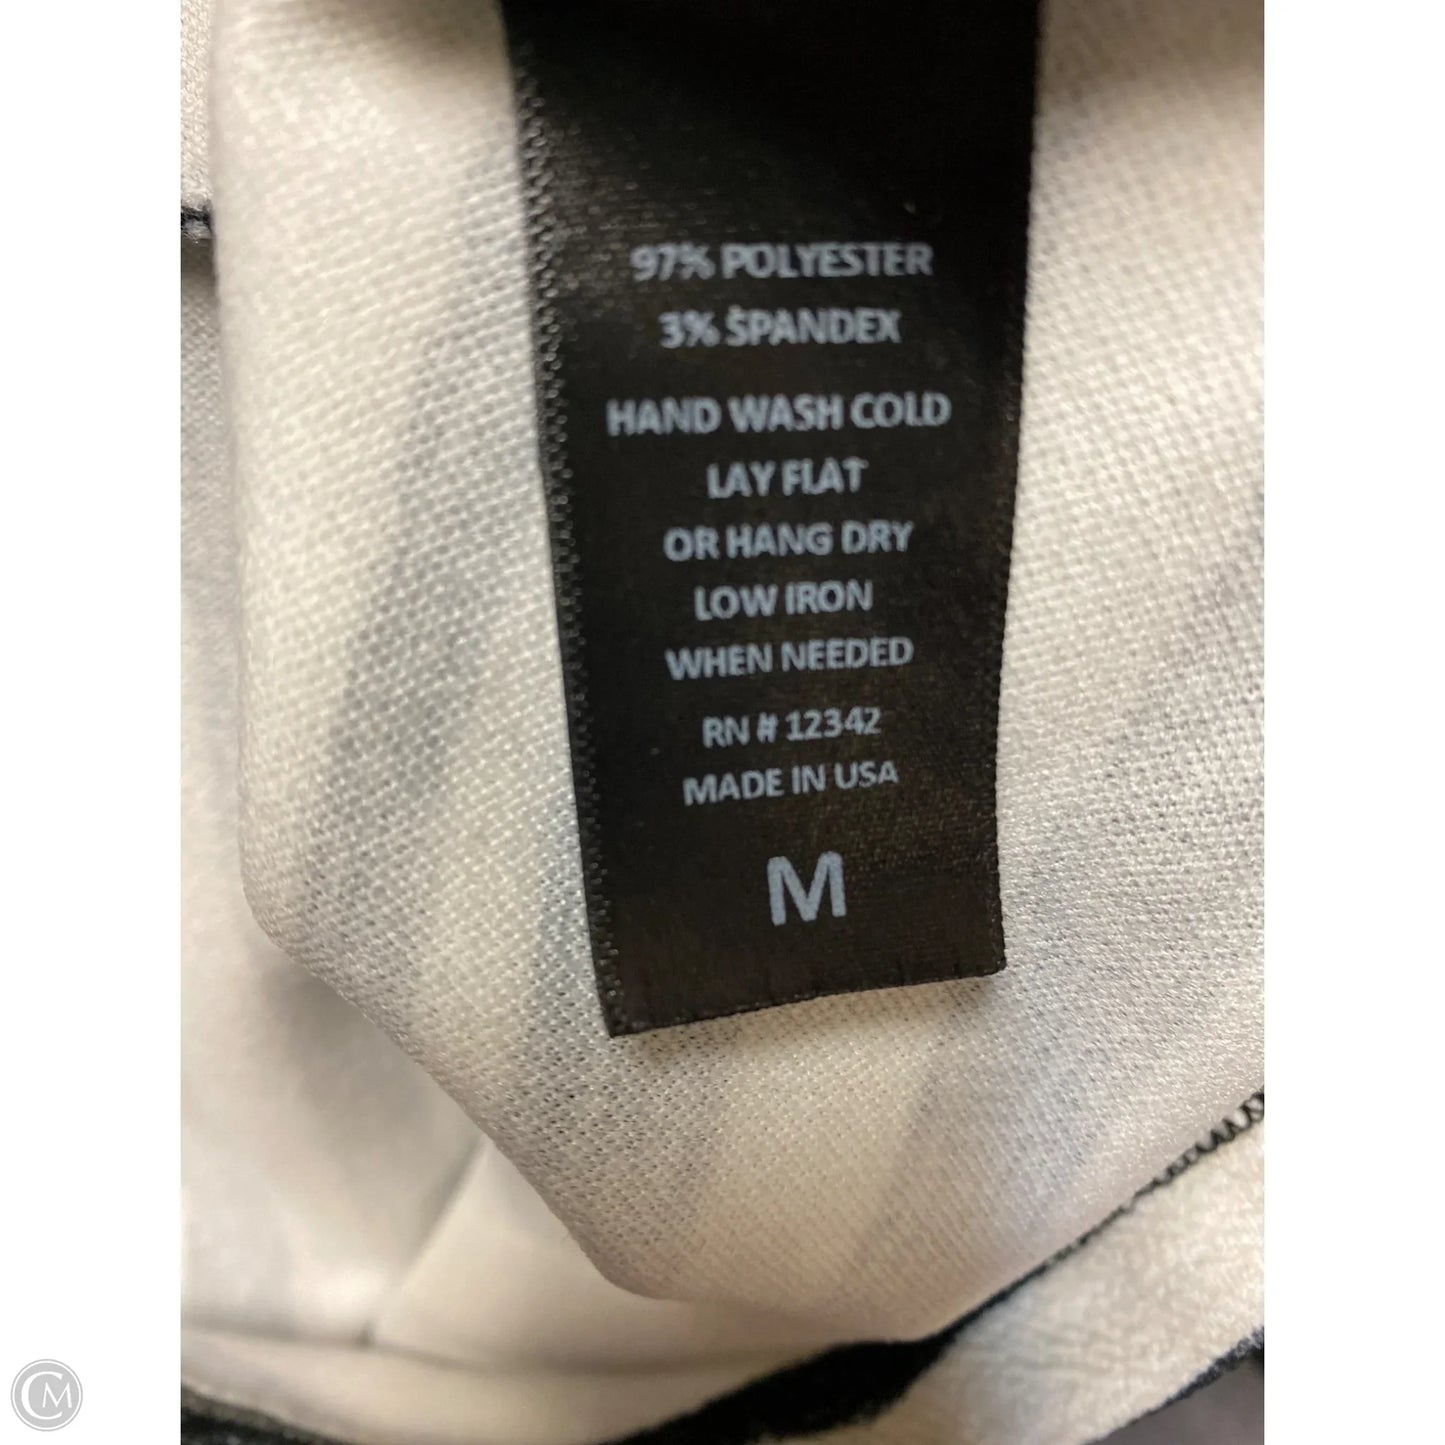 97% POLYESTER
3% SPANDEX
HAND WASH COLD
LAY FLAT
OR HANG DRY
LOW IRON
WHEN NEEDED
RN # 12342
MADE IN USA
M
CM